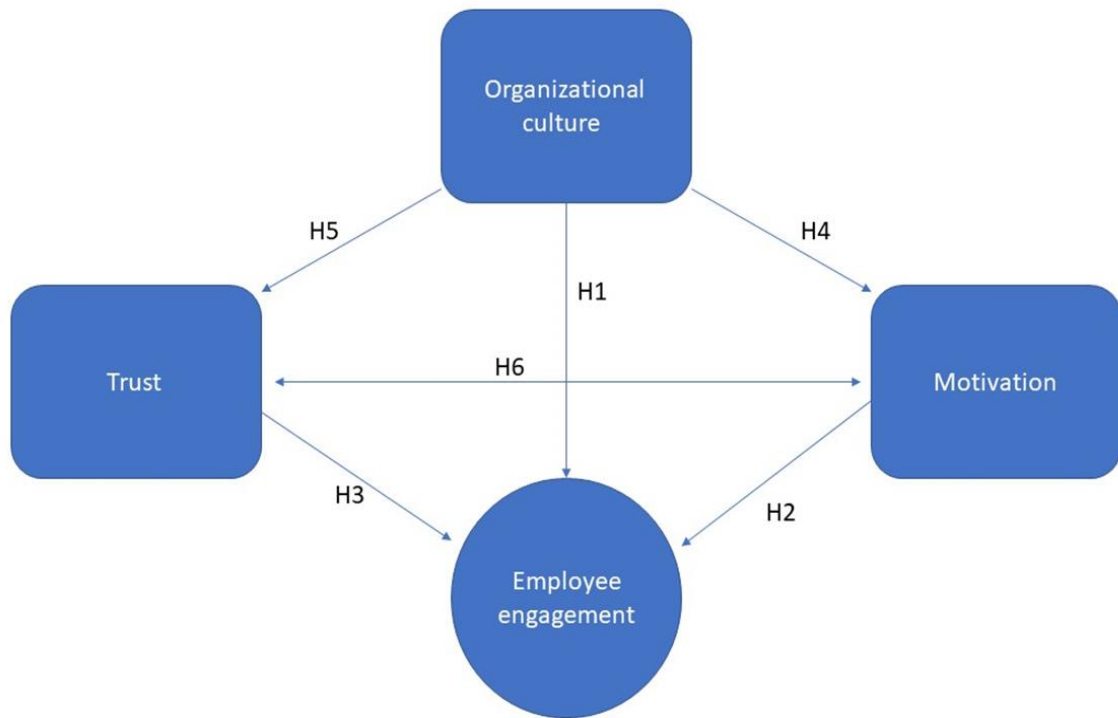 Organizational
culture
H5
H4
H1
H6
Trust
Motivation
H3
H2
Employee
engagement